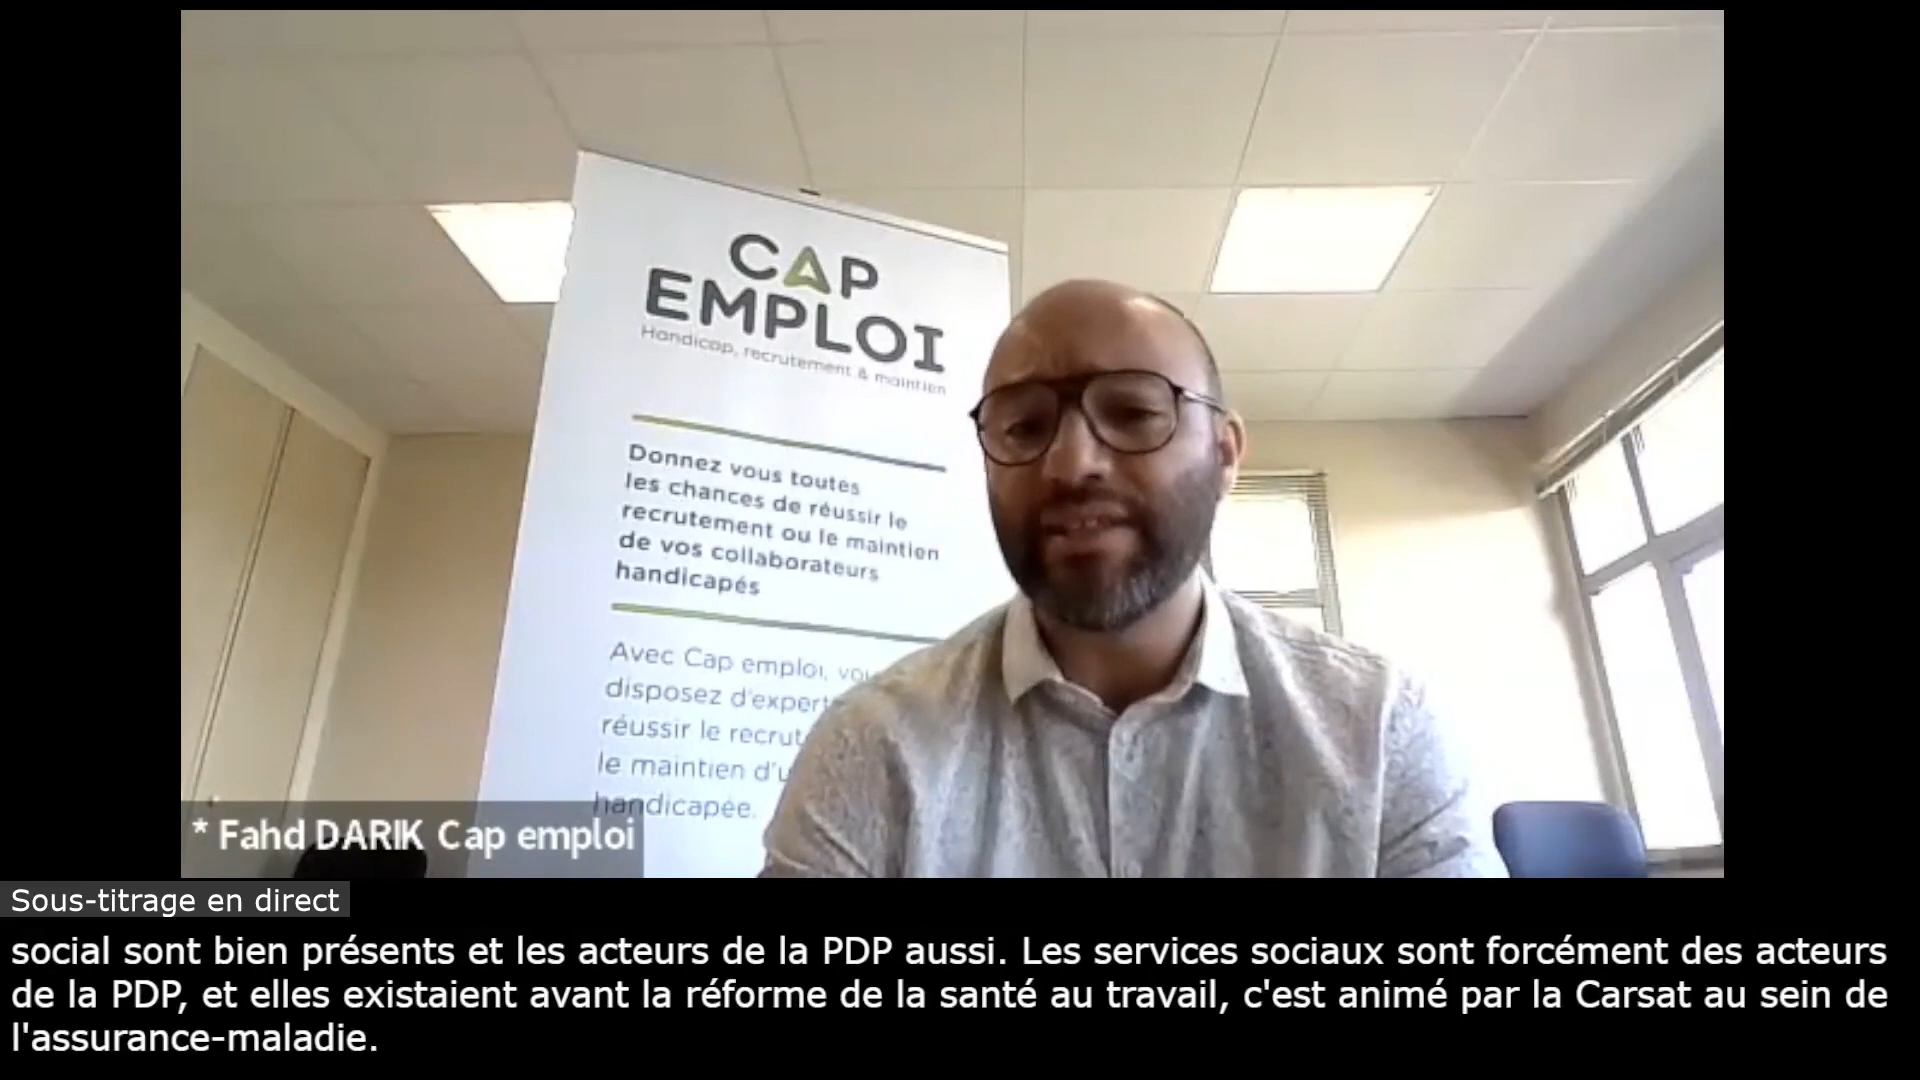 CAP
EMPLOI
Handicap, recrutement & maintien
Donnez vous toutes
les chances de réussir le
recrutement ou le maintien
de vos collaborateurs
handicapés
Avec Cap emploi,
disposez
réussir le
le maintien
handicapée.
* Fahd DARIK Cap emploi
Sous-titrage en direct
social sont bien présents et les acteurs de la PDP aussi. Les services sociaux sont forcément des acteurs
de la PDP, et elles existaient avant la réforme de la santé au travail, c'est animé par la Carsat au sein de
l'assurance-maladie.